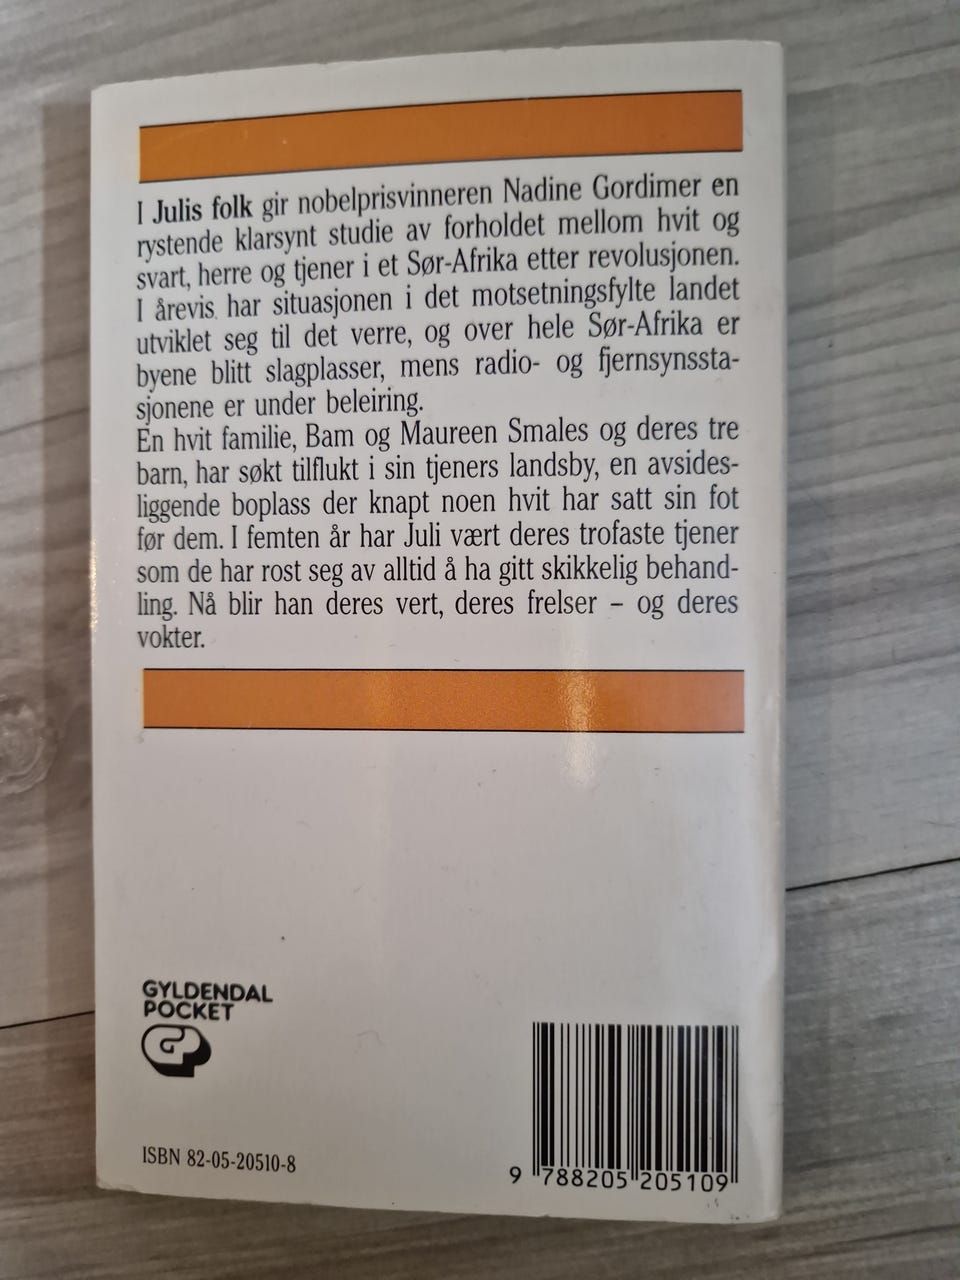 I Julis folk gir nobelprisvinneren Nadine Gordimer en
rystende klarsynt studie av forholdet mellom hvit og
svart, herre og tjener i et Sør-Afrika etter revolusjonen.
I årevis har situasjonen i det motsetningsfylte landet
utviklet seg til det verre, og over hele Sør-Afrika er
byene blitt slagplasser, mens radio- og fjernsynssta-
sjonene er under beleiring.
En hvit familie, Bam og Maureen Smales og deres tre
barn, har søkt tilflukt i sin tjeners landsby, en avsides-
liggende boplass der knapt noen hvit har satt sin fot
før dem. I femten år har Juli vært deres trofaste tjener
som de har rost seg av alltid å ha gitt skikkelig behand-
ling. Nå blir han deres vert, deres frelser – og deres
vokter.
GYLDENDAL
POCKET
G
ISBN 82-05-20510-8
9 788205 205109